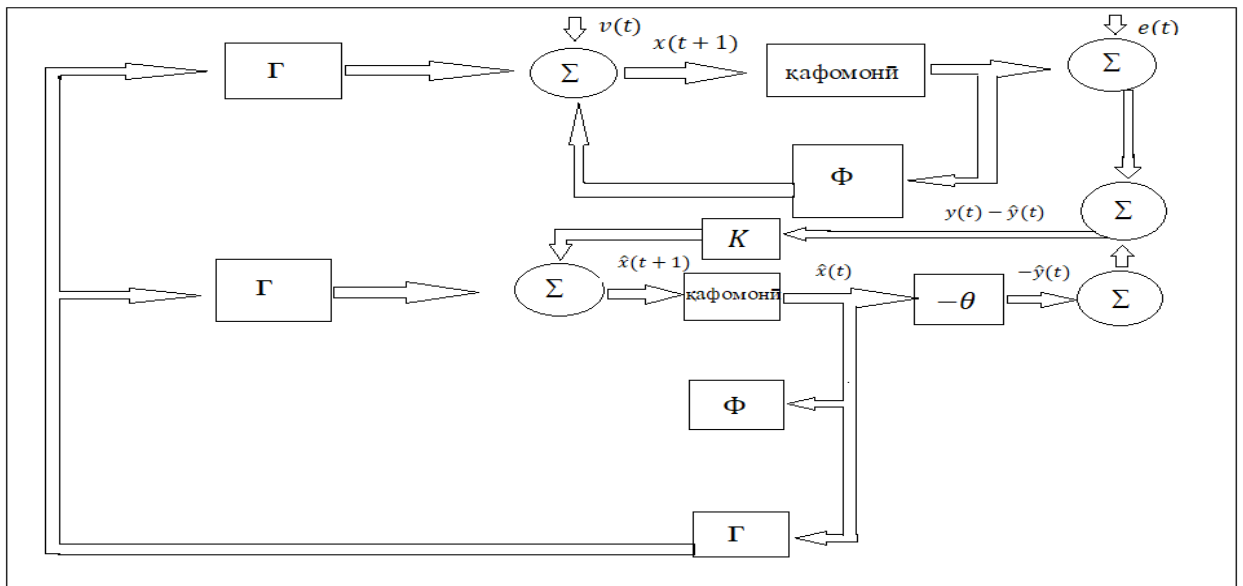 v(t)
e(t)
x(t + 1)
Γ
Σ
қафомонӣ
Σ
Φ
Σ
y(t) − ŷ(t)
K
x̂(t + 1)
x̂(t)
−ŷ(t)
Γ
Σ
қафомонӣ
−θ
Σ
Φ
Γ